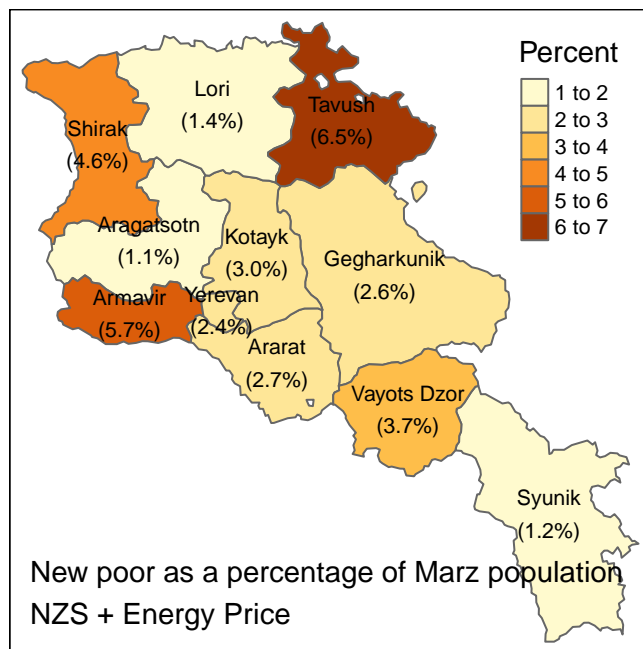 Percent
1 to 2
2 to 3
3 to 4
4 to 5
5 to 6
6 to 7
Lori
(1.4%)
Tavush
(6.5%)
Shirak
(4.6%)
Aragatsotn
(1.1%)
Kotayk
(3.0%)
Gegharkunik
(2.6%)
Armavir
(5.7%)
Yerevan
(2.4%)
Ararat
(2.7%)
Vayots Dzor
(3.7%)
Syunik
(1.2%)
New poor as a percentage of Marz population
NZS + Energy Price